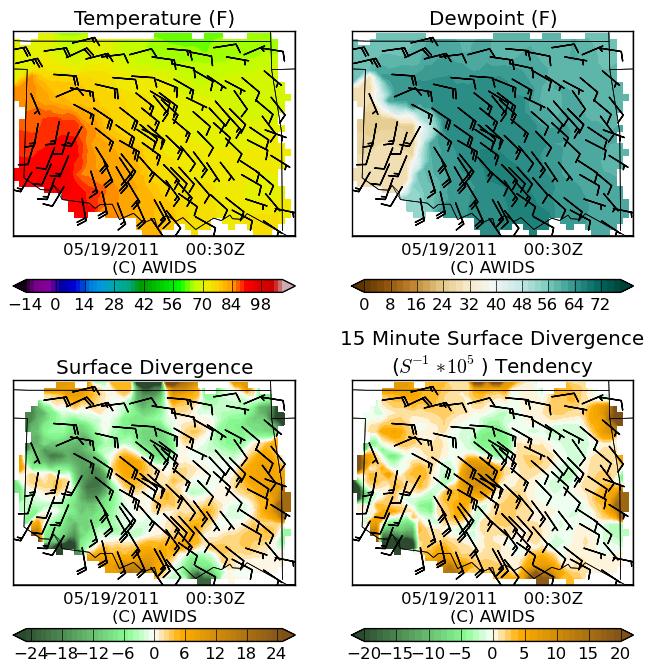 Temperature (F)
Dewpoint (F)
05/19/2011 00:30Z
(C) AWIDS
05/19/2011 00:30Z
(C) AWIDS
−14 0 14 28 42 56 70 84 98
0 8 16 24 32 40 48 56 64 72
Surface Divergence
15 Minute Surface Divergence
(S⁻¹ *10⁵ ) Tendency
05/19/2011 00:30Z
(C) AWIDS
05/19/2011 00:30Z
(C) AWIDS
−24 −18 −12 −6 0 6 12 18 24
−20 −15 −10 −5 0 5 10 15 20